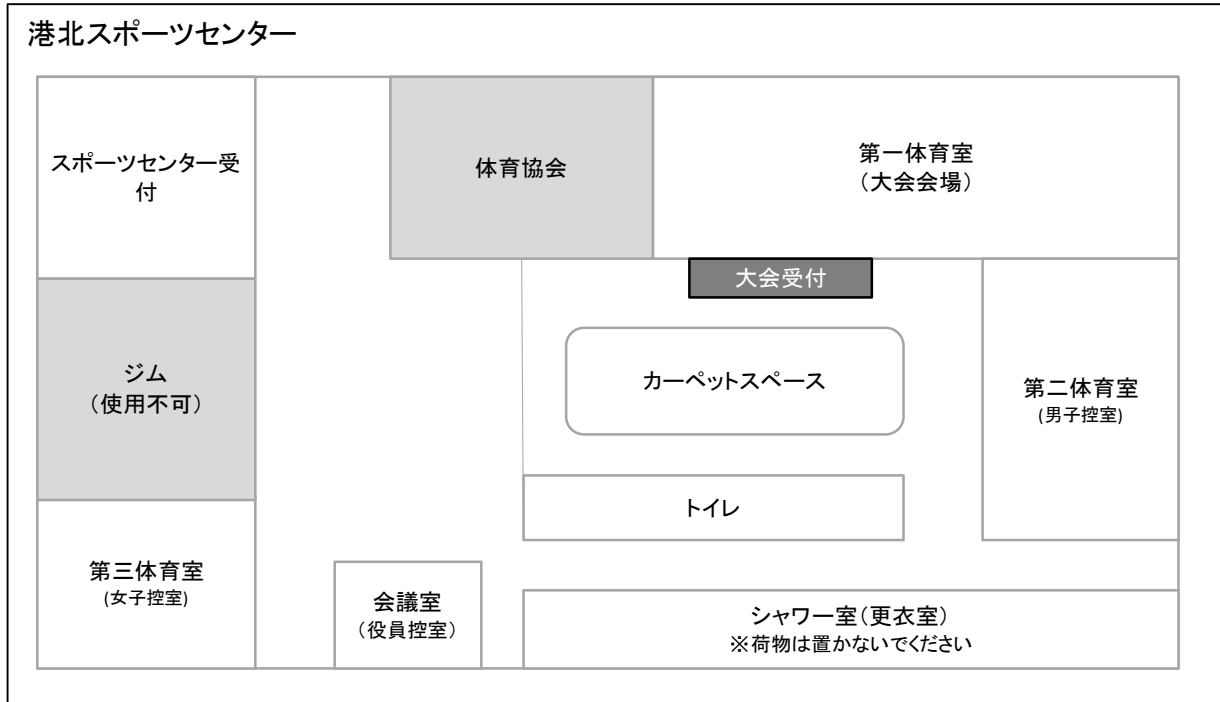 港北スポーツセンター
スポーツセンター受
付
体育協会
第一体育室
（大会会場）
大会受付
ジム
（使用不可）
カーペットスペース
第二体育室
(男子控室)
トイレ
第三体育室
(女子控室)
会議室
（役員控室）
シャワー室（更衣室）
※荷物は置かないでください